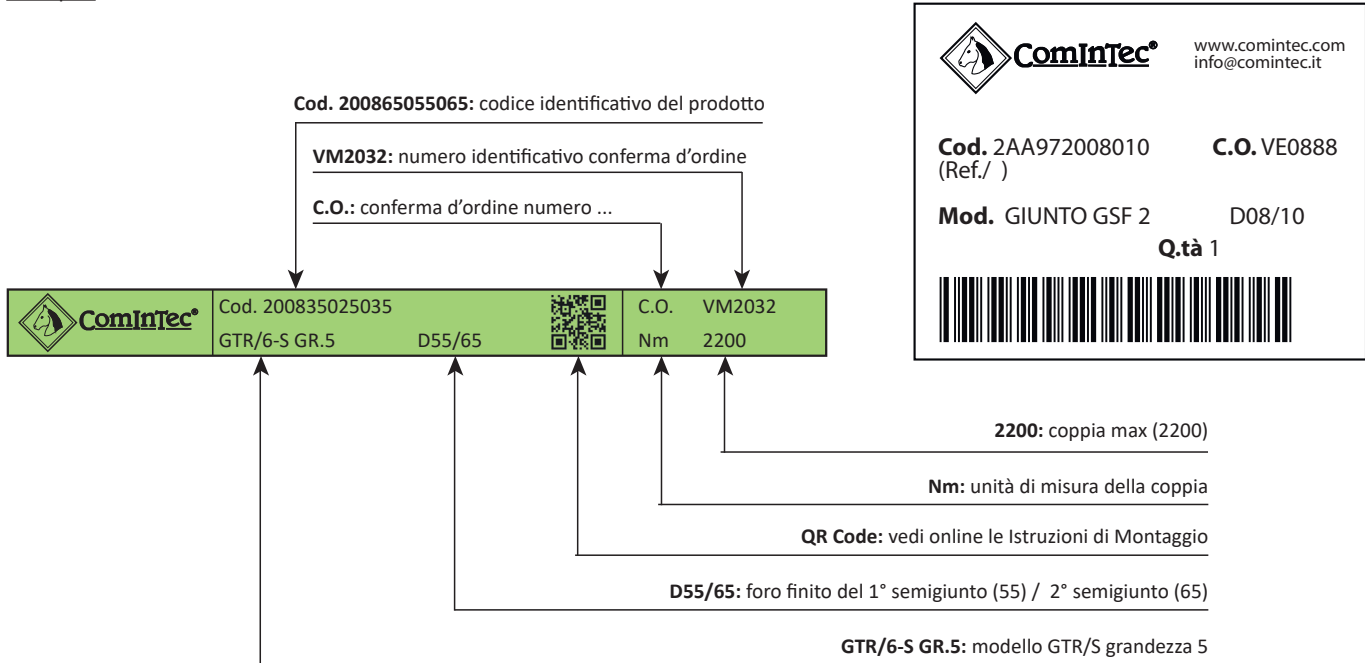 ComInTec®
www.comintec.com
info@comintec.it
Cod. 2AA972008010 C.O. VE0888
(Ref./ )
Mod. GIUNTO GSF 2 D08/10
Q.tà 1
Cod. 200865055065: codice identificativo del prodotto
VM2032: numero identificativo conferma d'ordine
C.O.: conferma d'ordine numero ...
ComInTec®
Cod. 200835025035 C.O. VM2032
GTR/6-S GR.5 D55/65 Nm 2200
2200: coppia max (2200)
Nm: unità di misura della coppia
QR Code: vedi online le Istruzioni di Montaggio
D55/65: foro finito del 1° semigiunto (55) / 2° semigiunto (65)
GTR/6-S GR.5: modello GTR/S grandezza 5